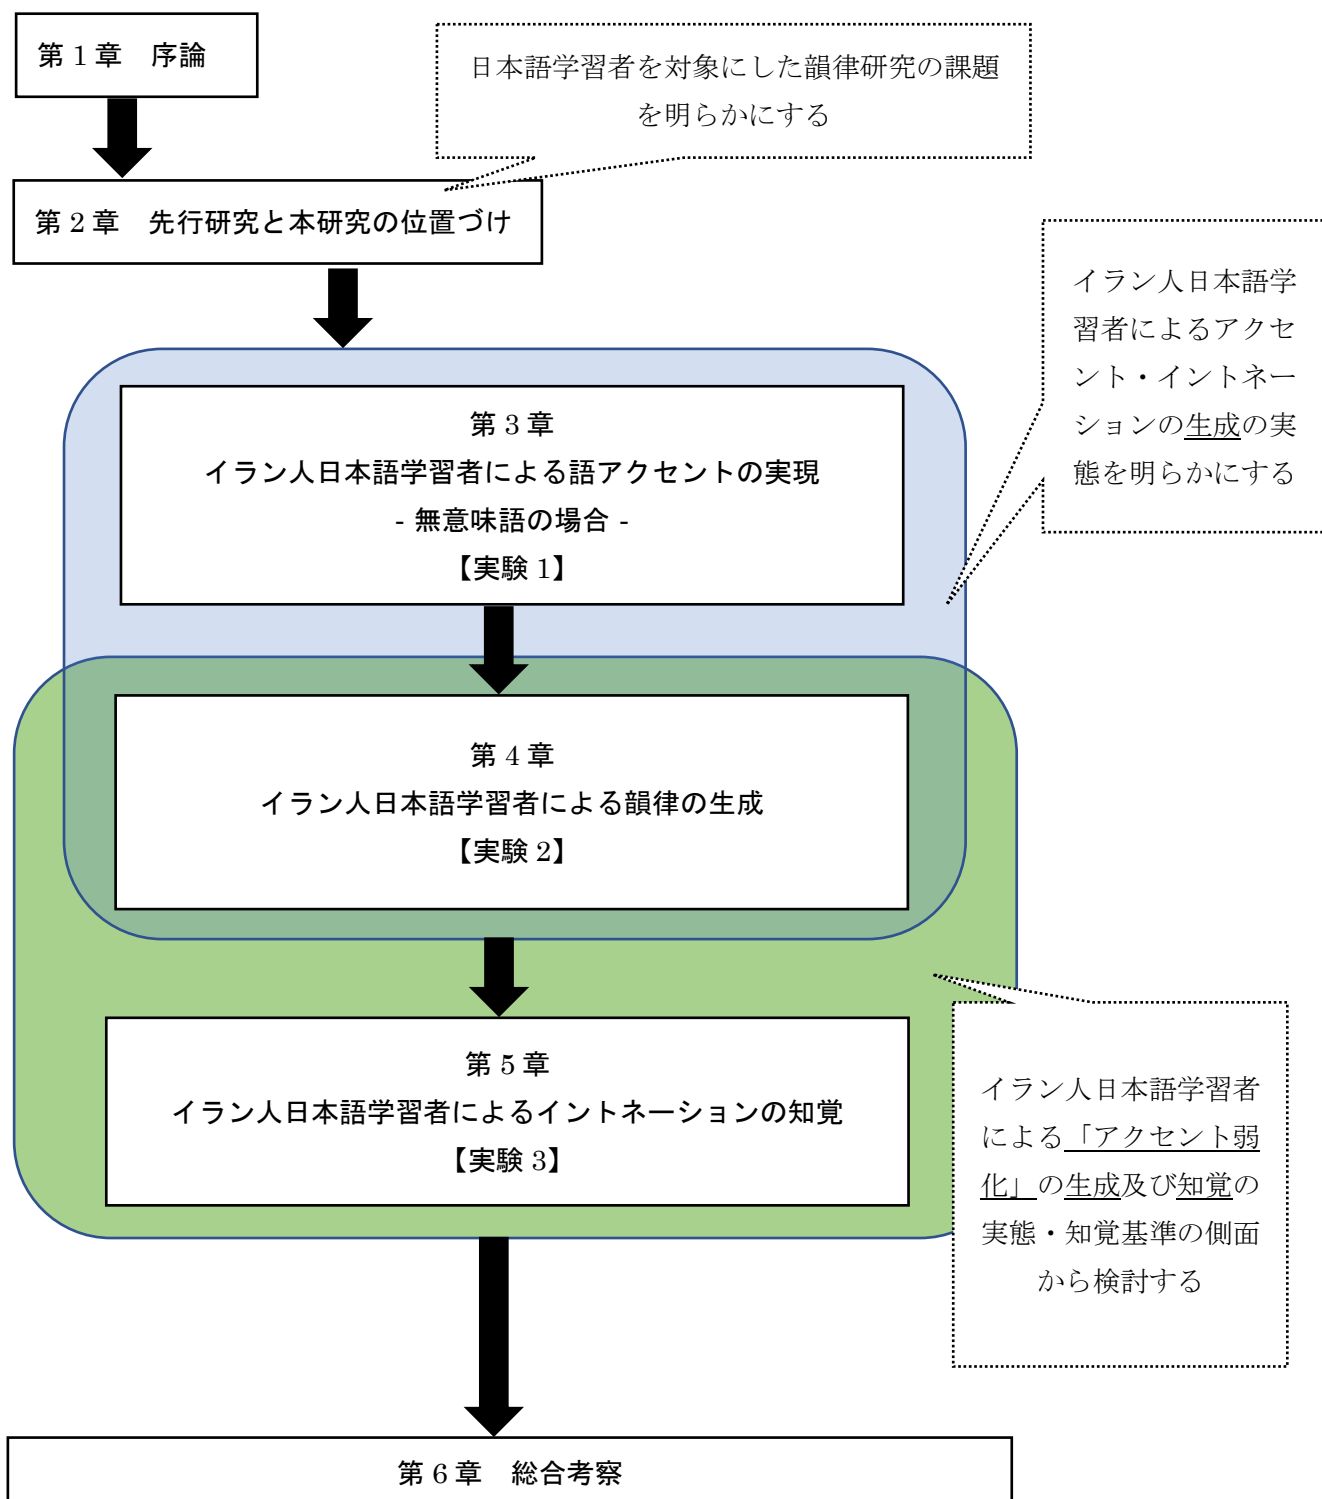 第1章　序論
日本語学習者を対象にした韻律研究の課題
を明らかにする
第2章　先行研究と本研究の位置づけ
イラン人日本語学
習者によるアクセ
ント・イントネー
ションの生成の実
態を明らかにする
第3章
イラン人日本語学習者による語アクセントの実現
- 無意味語の場合 -
【実験1】
第4章
イラン人日本語学習者による韻律の生成
【実験2】
第5章
イラン人日本語学習者によるイントネーションの知覚
【実験3】
イラン人日本語学習者
による「アクセント弱
化」の生成及び知覚の
実態・知覚基準の側面
から検討する
第6章　総合考察